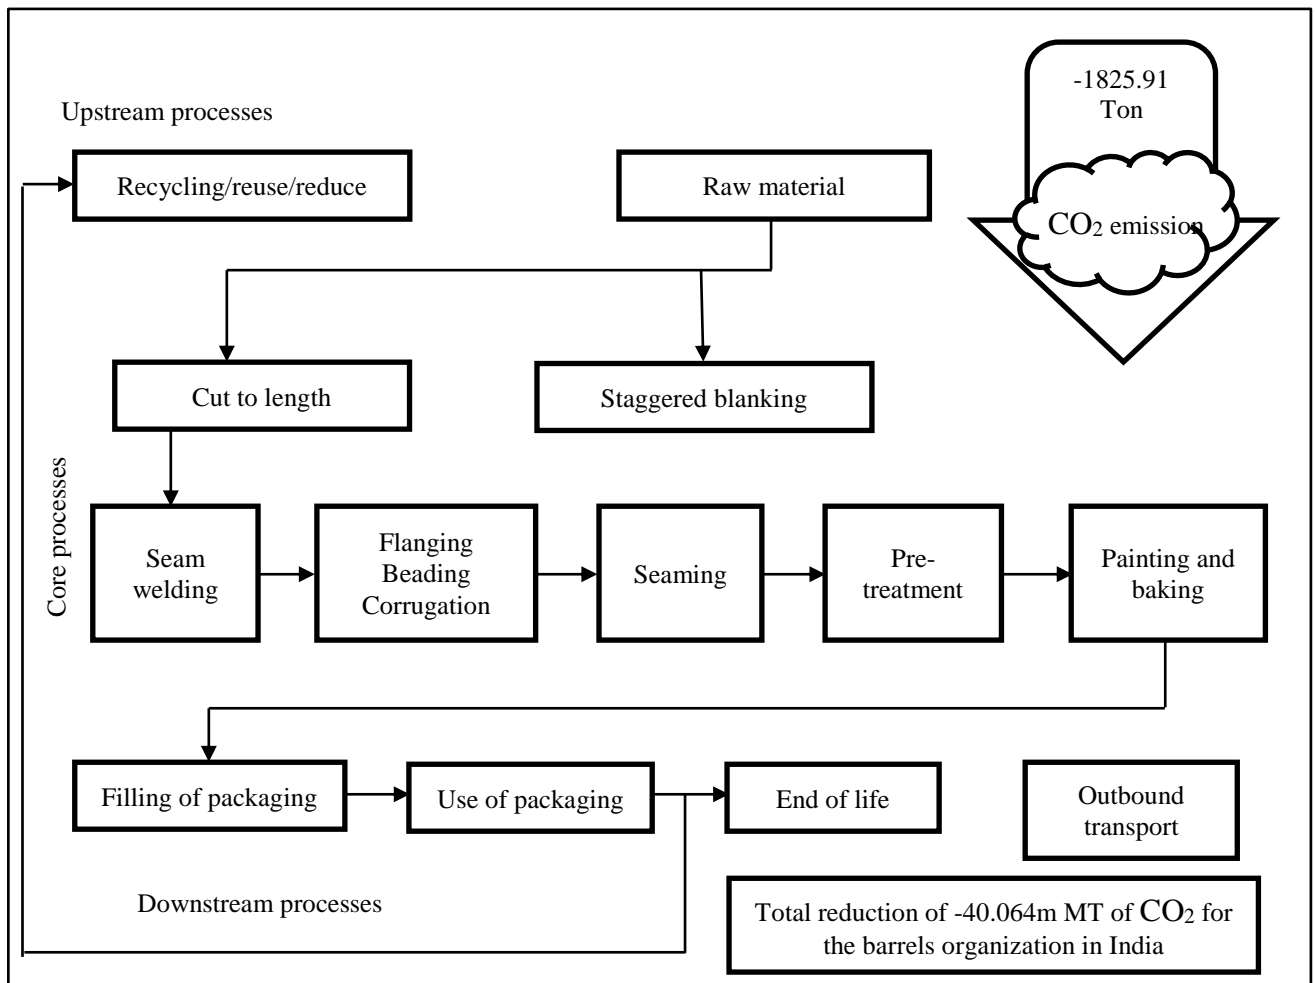 -1825.91
Ton
Upstream processes
Recycling/reuse/reduce
Raw material
CO₂ emission
Cut to length
Staggered blanking
Core processes
Seam
welding
Flanging
Beading
Corrugation
Seaming
Pre-
treatment
Painting and
baking
Filling of packaging
Use of packaging
End of life
Outbound
transport
Downstream processes
Total reduction of -40.064m MT of CO₂ for
the barrels organization in India